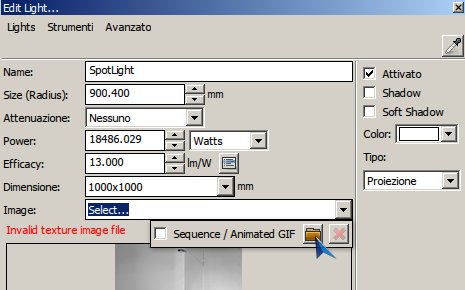 Edit Light...
Lights Strumenti Avanzato
Name: SpotLight
Size (Radius): 900.400 mm
Attenuazione: Nessuno
Power: 18486.029 Watts
Efficacy: 13.000 lm/W
Dimensione: 1000x1000 mm
Image: Select...
Invalid texture image file
Sequence / Animated GIF
Attivato
Shadow
Soft Shadow
Color:
Tipo:
Proiezione